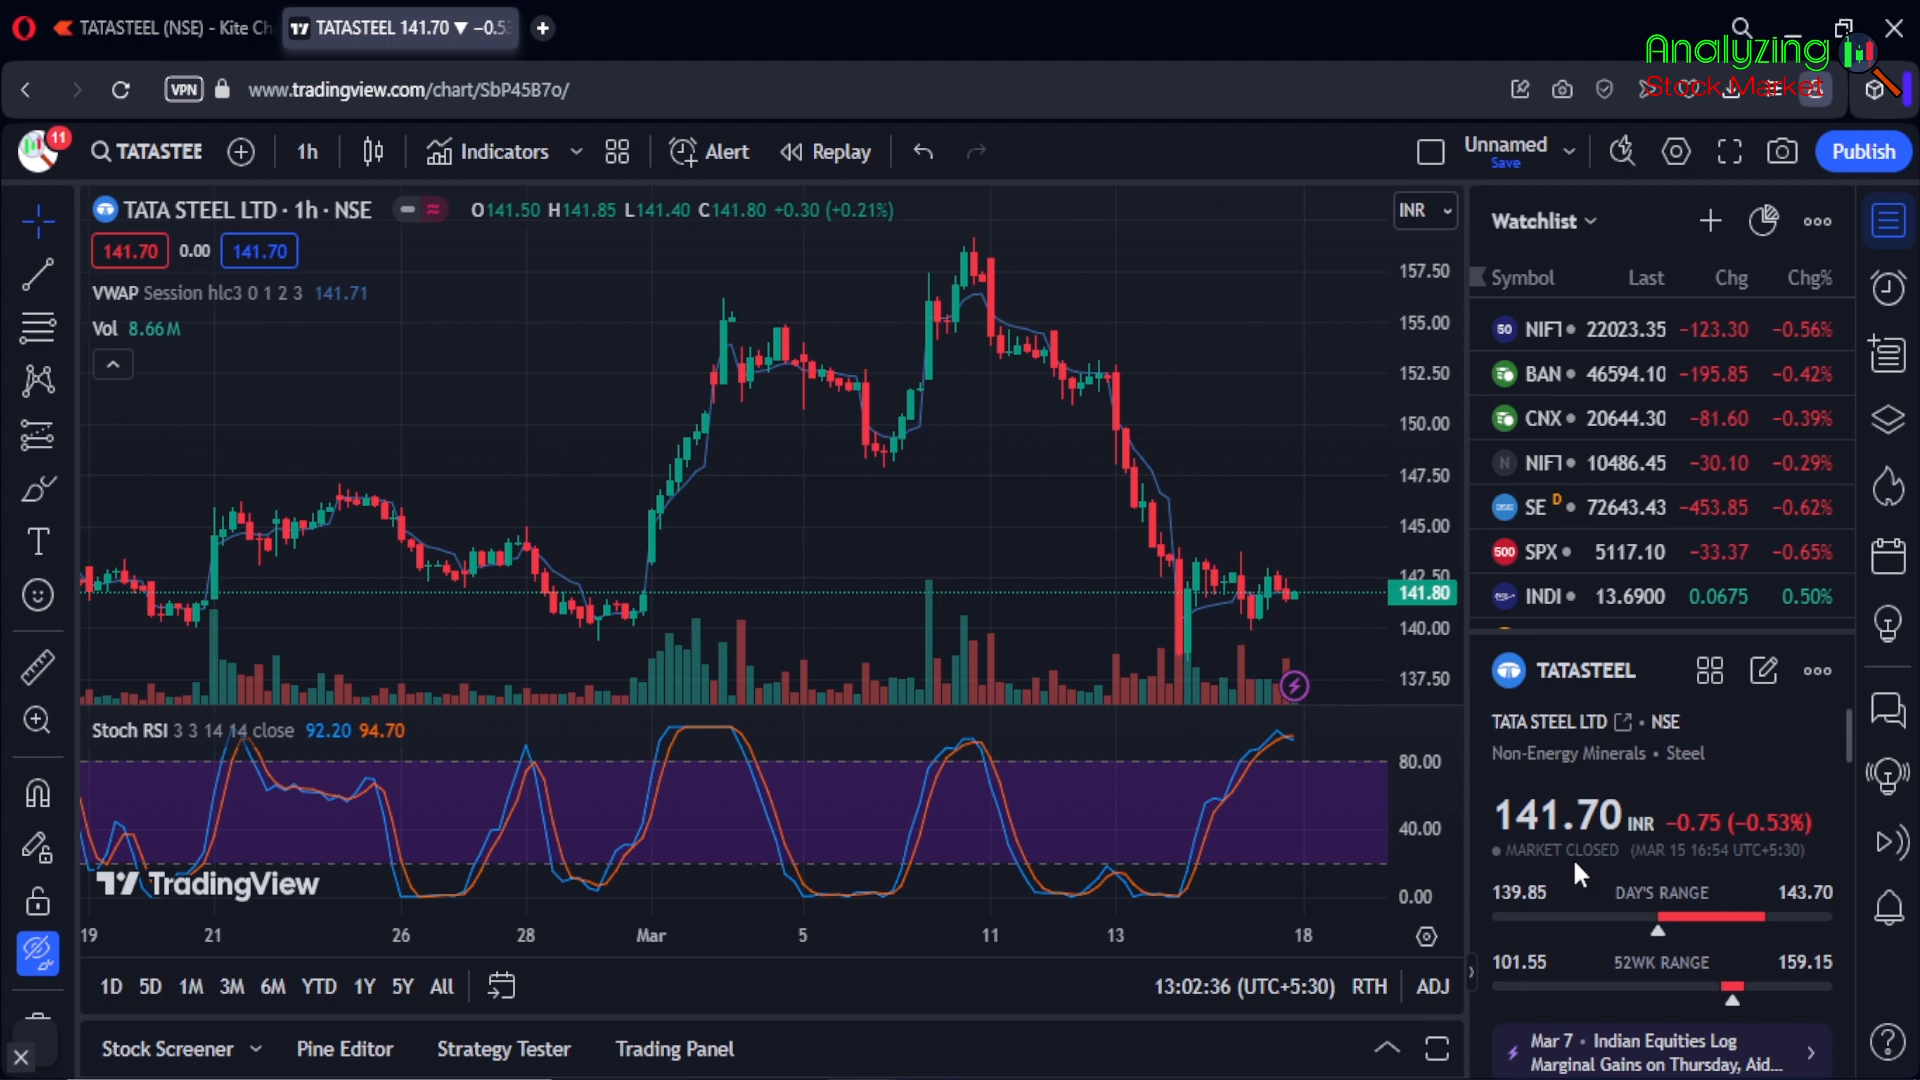 TATASTEEL (NSE) - Kite Ch
TATASTEEL 141.70 ▼ −0.53
Analyzing
Stock Market
VPN
www.tradingview.com/chart/SbP45B7o/
11
TATASTEE
1h
Indicators
Alert
Replay
Unnamed
Save
Publish
TATA STEEL LTD · 1h · NSE
O141.50 H141.85 L141.40 C141.80 +0.30 (+0.21%)
INR
141.70 0.00 141.70
VWAP Session hlc3 0 1 2 3 141.71
Vol 8.66M
157.50
155.00
152.50
150.00
147.50
145.00
142.50
141.80
140.00
137.50
Stoch RSI 3 3 14 14 close 92.20 94.70
80.00
40.00
0.00
TradingView
19 21 26 28 Mar 5 11 13 18
1D 5D 1M 3M 6M YTD 1Y 5Y All
13:02:36 (UTC+5:30) RTH ADJ
Stock Screener Pine Editor Strategy Tester Trading Panel
Watchlist
Symbol Last Chg Chg%
50 NIFT 22023.35 −123.30 −0.56%
BAN 46594.10 −195.85 −0.42%
CNX 20644.30 −81.60 −0.39%
N NIFT 10486.45 −30.10 −0.29%
SE D 72643.43 −453.85 −0.62%
500 SPX 5117.10 −33.37 −0.65%
INDI 13.6900 0.0675 0.50%
TATASTEEL
TATA STEEL LTD • NSE
Non-Energy Minerals • Steel
141.70 INR −0.75 (−0.53%)
MARKET CLOSED (MAR 15 16:54 UTC+5:30)
139.85 DAY'S RANGE 143.70
101.55 52WK RANGE 159.15
Mar 7 • Indian Equities Log
Marginal Gains on Thursday, Aid...